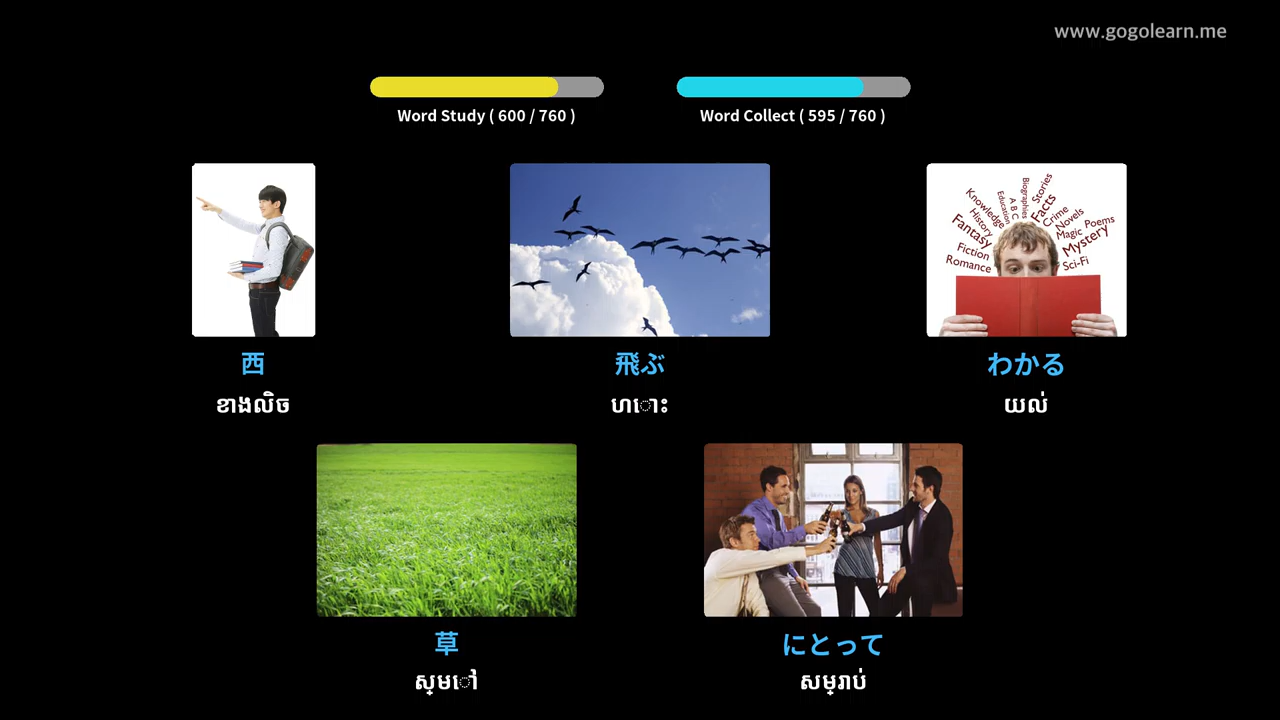 www.gogolearn.me
Word Study ( 600 / 760 )
Word Collect ( 595 / 760 )
Stories
Biographies
Facts
Knowledge
Education
A B C
Crime
Novels
History
Magic
Poems
Fantasy
Mystery
Fiction
Romance
Sci-Fi
西
飛ぶ
わかる
ខាងលិច
ហោះ
យល់
草
にとって
ស្មៅ
សម្រាប់